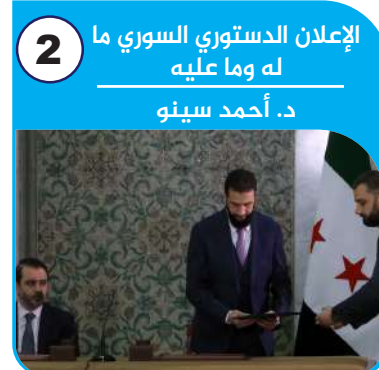 الإعلان الدستوري السوري ما
له وما عليه
2
د. أحمد سينو